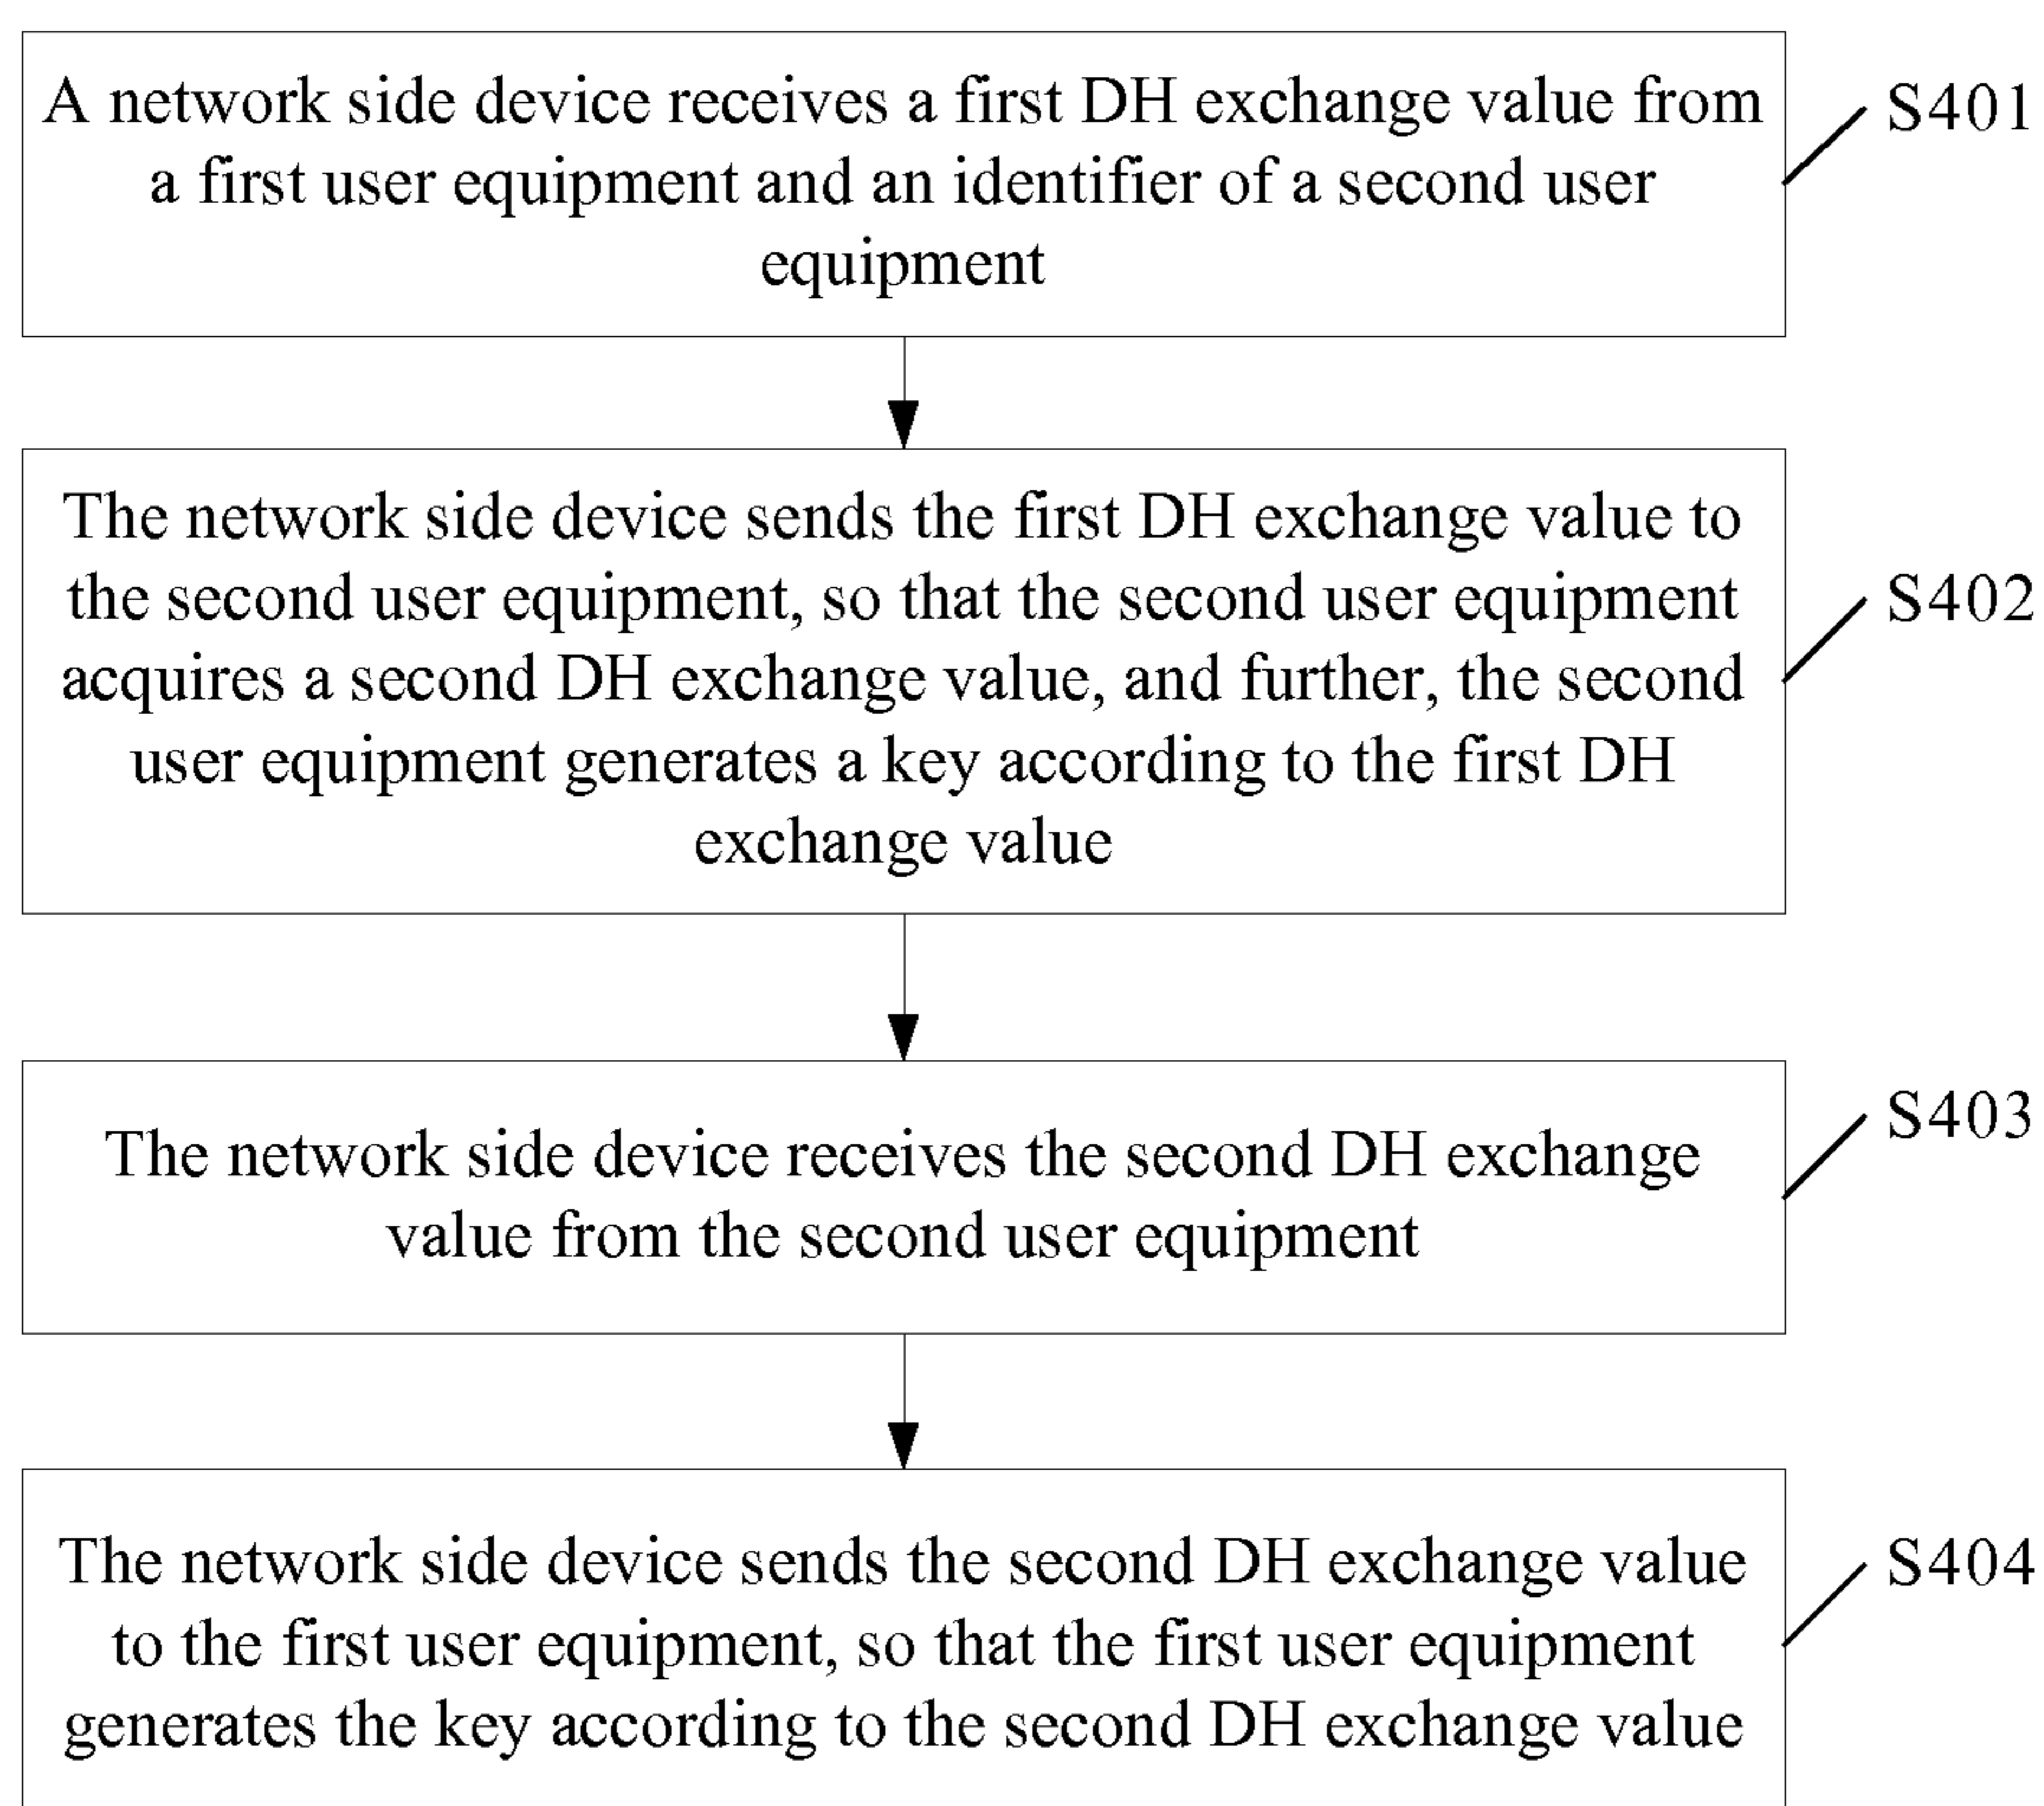 A network side device receives a first DH exchange value from
a first user equipment and an identifier of a second user
equipment
S401
The network side device sends the first DH exchange value to
the second user equipment, so that the second user equipment
acquires a second DH exchange value, and further, the second
user equipment generates a key according to the first DH
exchange value
S402
The network side device receives the second DH exchange
value from the second user equipment
S403
The network side device sends the second DH exchange value
to the first user equipment, so that the first user equipment
generates the key according to the second DH exchange value
S404